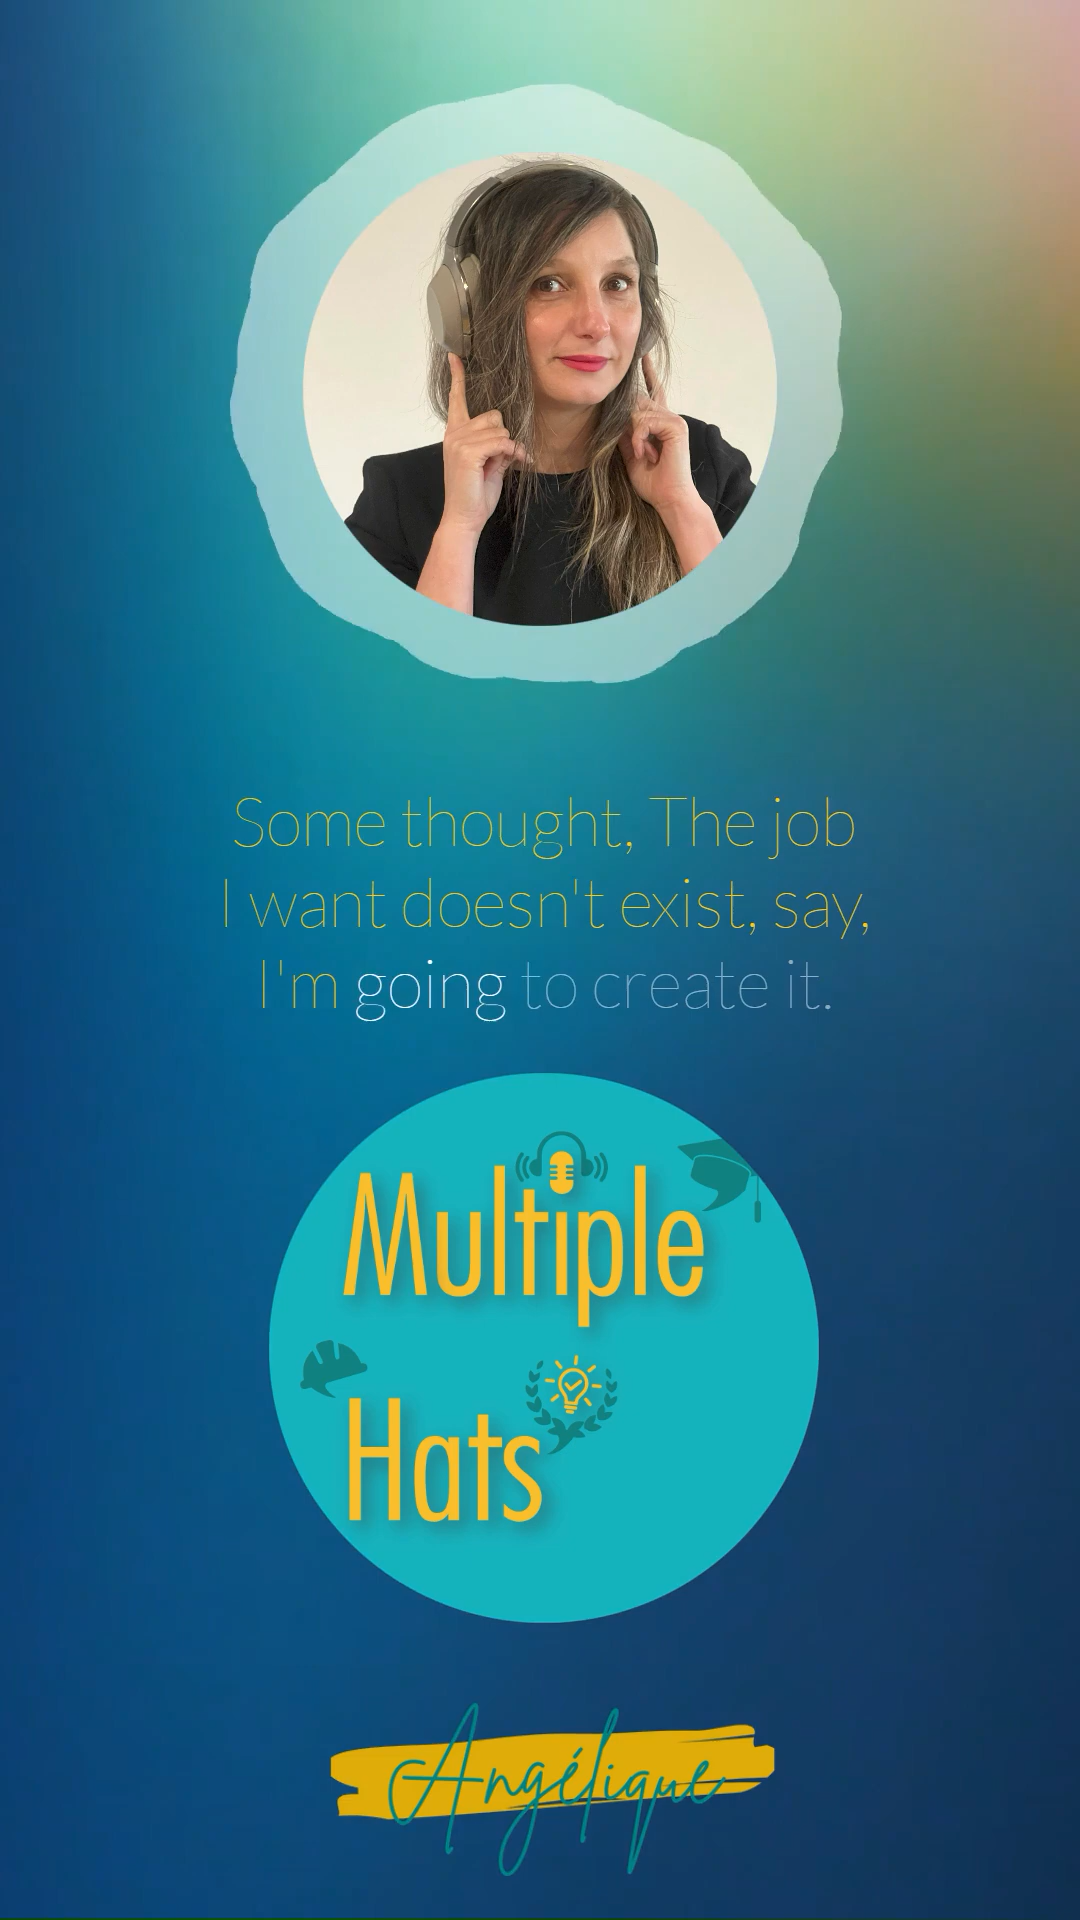 Some thought, The job
I want doesn't exist, say,
I'm going to create it.
Multiple
Hats
Angélique